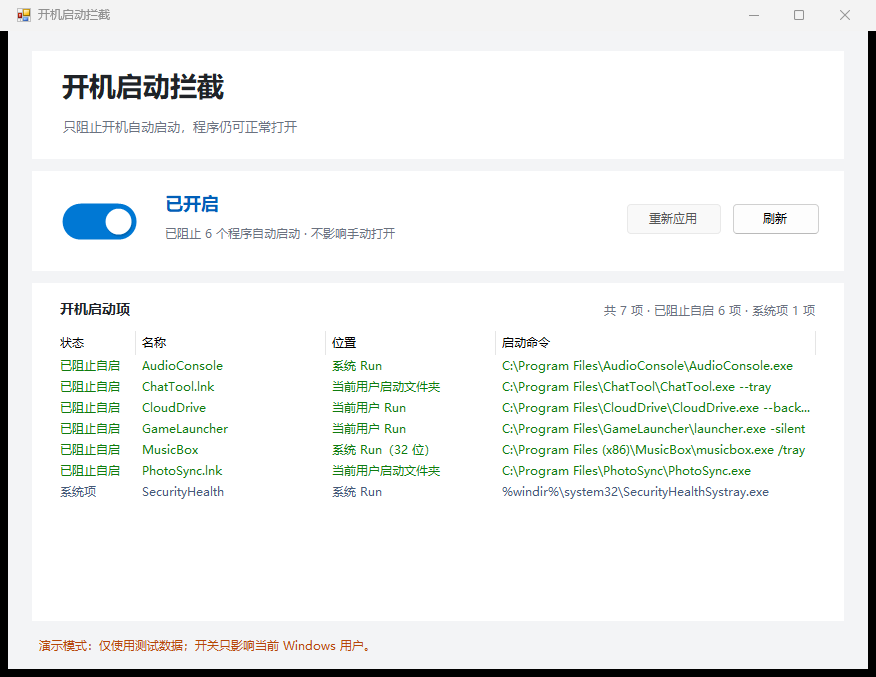 开机启动拦截
开机启动拦截
只阻止开机自动启动，程序仍可正常打开
已开启
已阻止 6 个程序自动启动 · 不影响手动打开
重新应用 刷新
开机启动项 共 7 项 · 已阻止自启 6 项 · 系统项 1 项
状态 名称 位置 启动命令
已阻止自启 AudioConsole 系统 Run C:\Program Files\AudioConsole\AudioConsole.exe
已阻止自启 ChatTool.lnk 当前用户启动文件夹 C:\Program Files\ChatTool\ChatTool.exe --tray
已阻止自启 CloudDrive 当前用户 Run C:\Program Files\CloudDrive\CloudDrive.exe --back...
已阻止自启 GameLauncher 当前用户 Run C:\Program Files\GameLauncher\launcher.exe -silent
已阻止自启 MusicBox 系统 Run（32 位） C:\Program Files (x86)\MusicBox\musicbox.exe /tray
已阻止自启 PhotoSync.lnk 当前用户启动文件夹 C:\Program Files\PhotoSync\PhotoSync.exe
系统项 SecurityHealth 系统 Run %windir%\system32\SecurityHealthSystray.exe
演示模式：仅使用测试数据；开关只影响当前 Windows 用户。